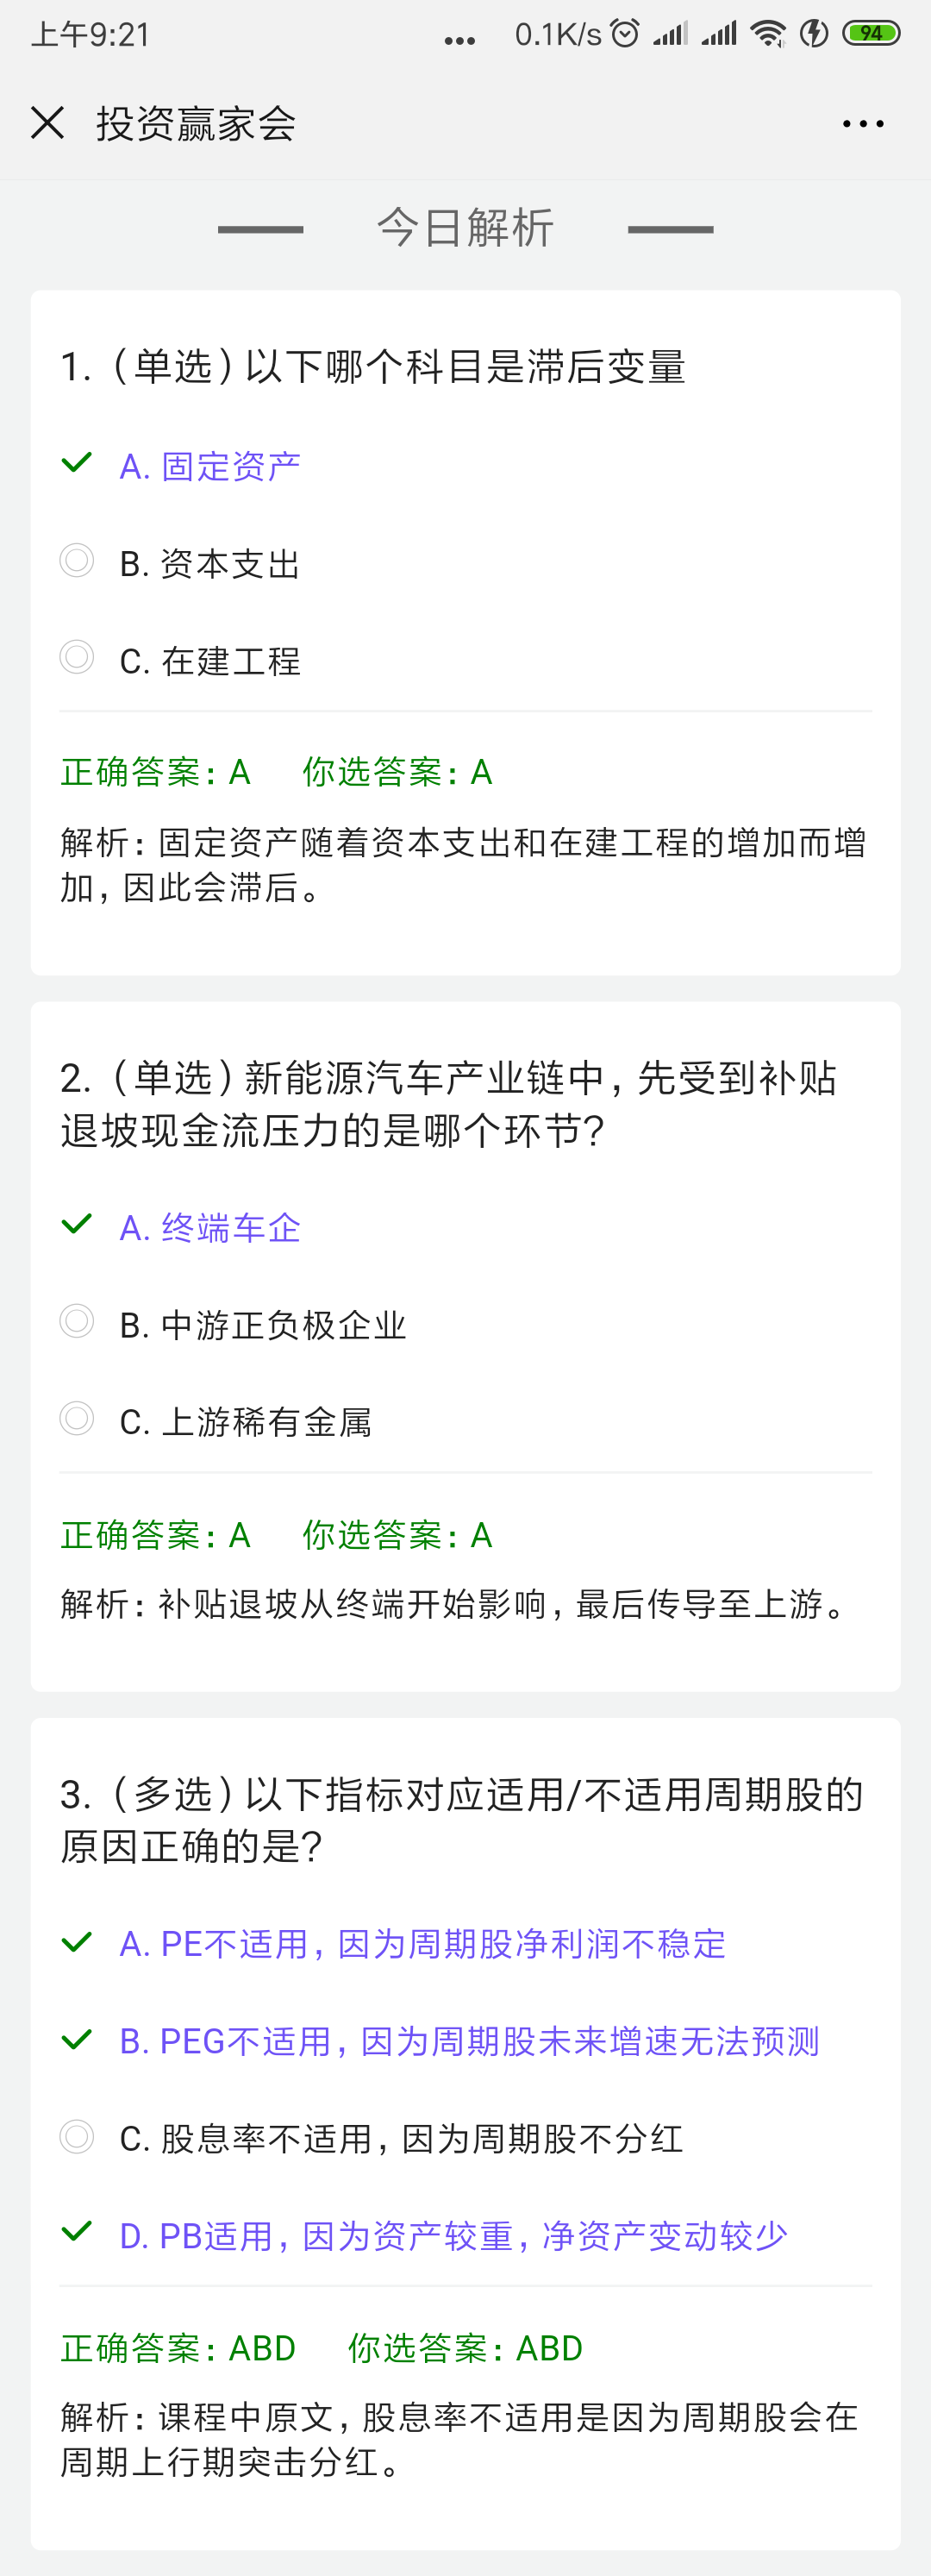 上午9:21
... 0.1K/s 94
投资赢家会
今日解析
1.（单选）以下哪个科目是滞后变量
A. 固定资产
B. 资本支出
C. 在建工程
正确答案：A 你选答案：A
解析：固定资产随着资本支出和在建工程的增加而增
加，因此会滞后。
2.（单选）新能源汽车产业链中，先受到补贴
退坡现金流压力的是哪个环节?
A. 终端车企
B. 中游正负极企业
C. 上游稀有金属
正确答案：A 你选答案：A
解析：补贴退坡从终端开始影响，最后传导至上游。
3.（多选）以下指标对应适用/不适用周期股的
原因正确的是?
A. PE不适用，因为周期股净利润不稳定
B. PEG不适用，因为周期股未来增速无法预测
C. 股息率不适用，因为周期股不分红
D. PB适用，因为资产较重，净资产变动较少
正确答案：ABD 你选答案：ABD
解析：课程中原文，股息率不适用是因为周期股会在
周期上行期突击分红。